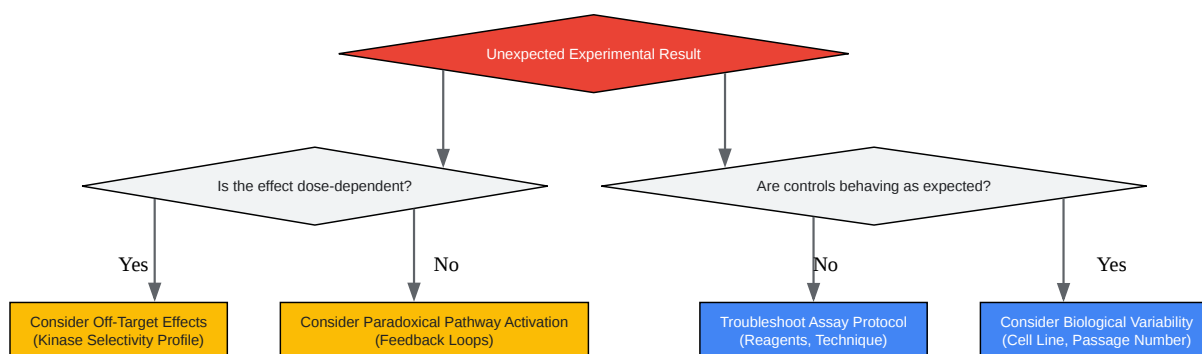 Unexpected Experimental Result
Is the effect dose-dependent?
Are controls behaving as expected?
Yes
No
No
Yes
Consider Off-Target Effects
(Kinase Selectivity Profile)
Consider Paradoxical Pathway Activation
(Feedback Loops)
Troubleshoot Assay Protocol
(Reagents, Technique)
Consider Biological Variability
(Cell Line, Passage Number)